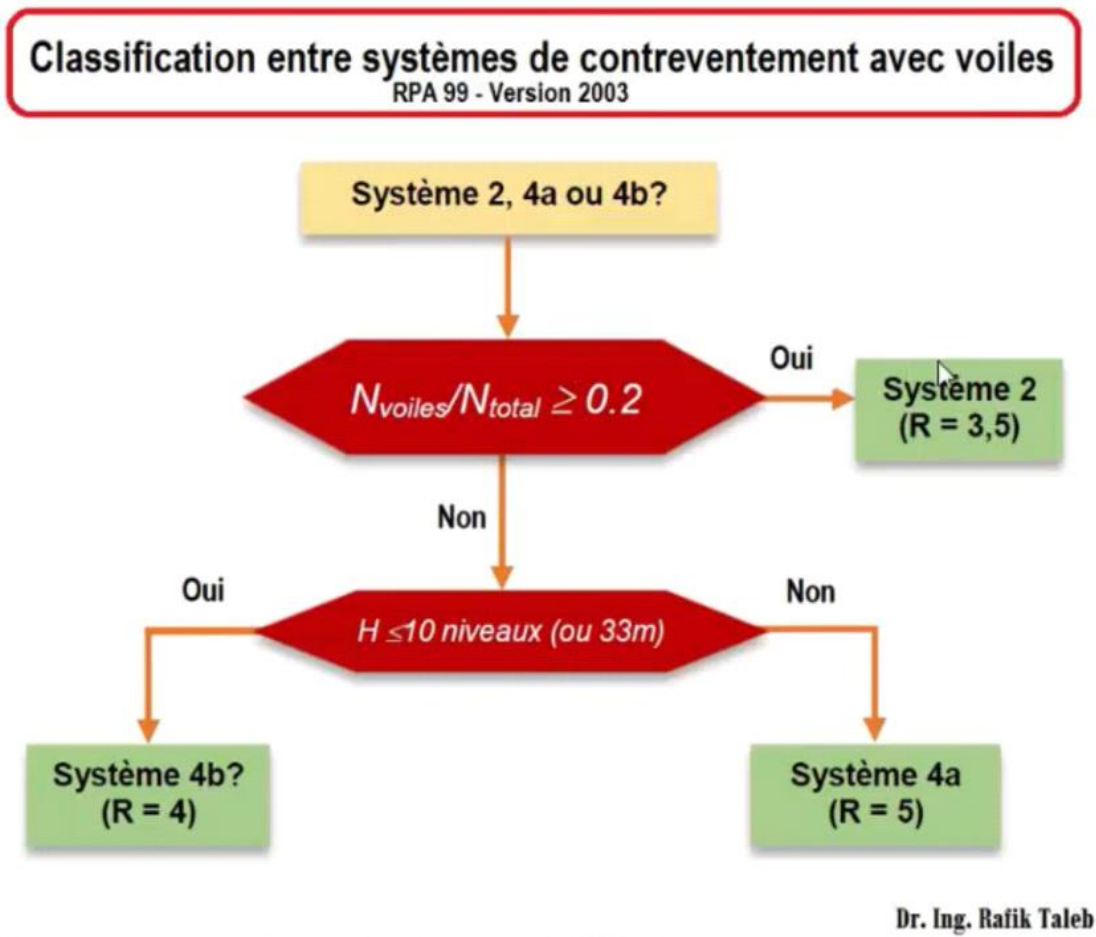 Classification entre systèmes de contreventement avec voiles
RPA 99 - Version 2003
Système 2, 4a ou 4b?
Nvoiles/Ntotal ≥ 0.2
Oui
Système 2
(R = 3,5)
Non
Oui
Non
H ≤10 niveaux (ou 33m)
Système 4b?
(R = 4)
Système 4a
(R = 5)
Dr. Ing. Rafik Taleb